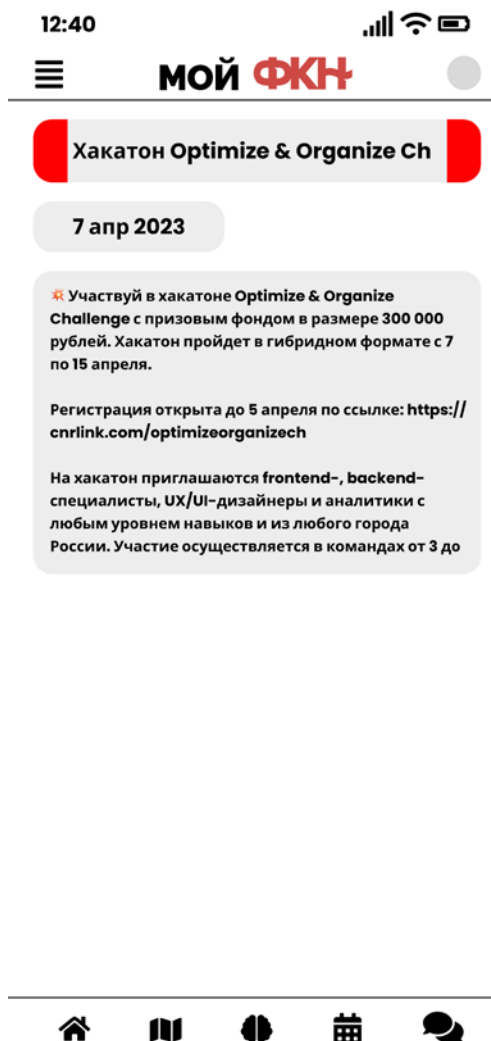 12:40
мой ФКН
Хакатон Optimize & Organize Ch
7 апр 2023
Участвуй в хакатоне Optimize & Organize
Challenge с призовым фондом в размере 300 000
рублей. Хакатон пройдет в гибридном формате с 7
по 15 апреля.
Регистрация открыта до 5 апреля по ссылке: https://
cnrlink.com/optimizeorganizech
На хакатон приглашаются frontend-, backend-
специалисты, UX/UI-дизайнеры и аналитики с
любым уровнем навыков и из любого города
России. Участие осуществляется в командах от 3 до